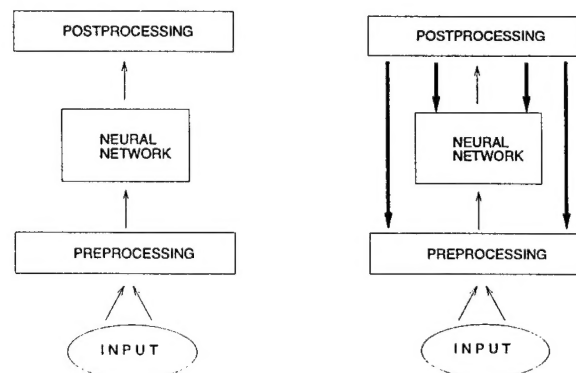 POSTPROCESSING
NEURAL
NETWORK
PREPROCESSING
INPUT
POSTPROCESSING
NEURAL
NETWORK
PREPROCESSING
INPUT